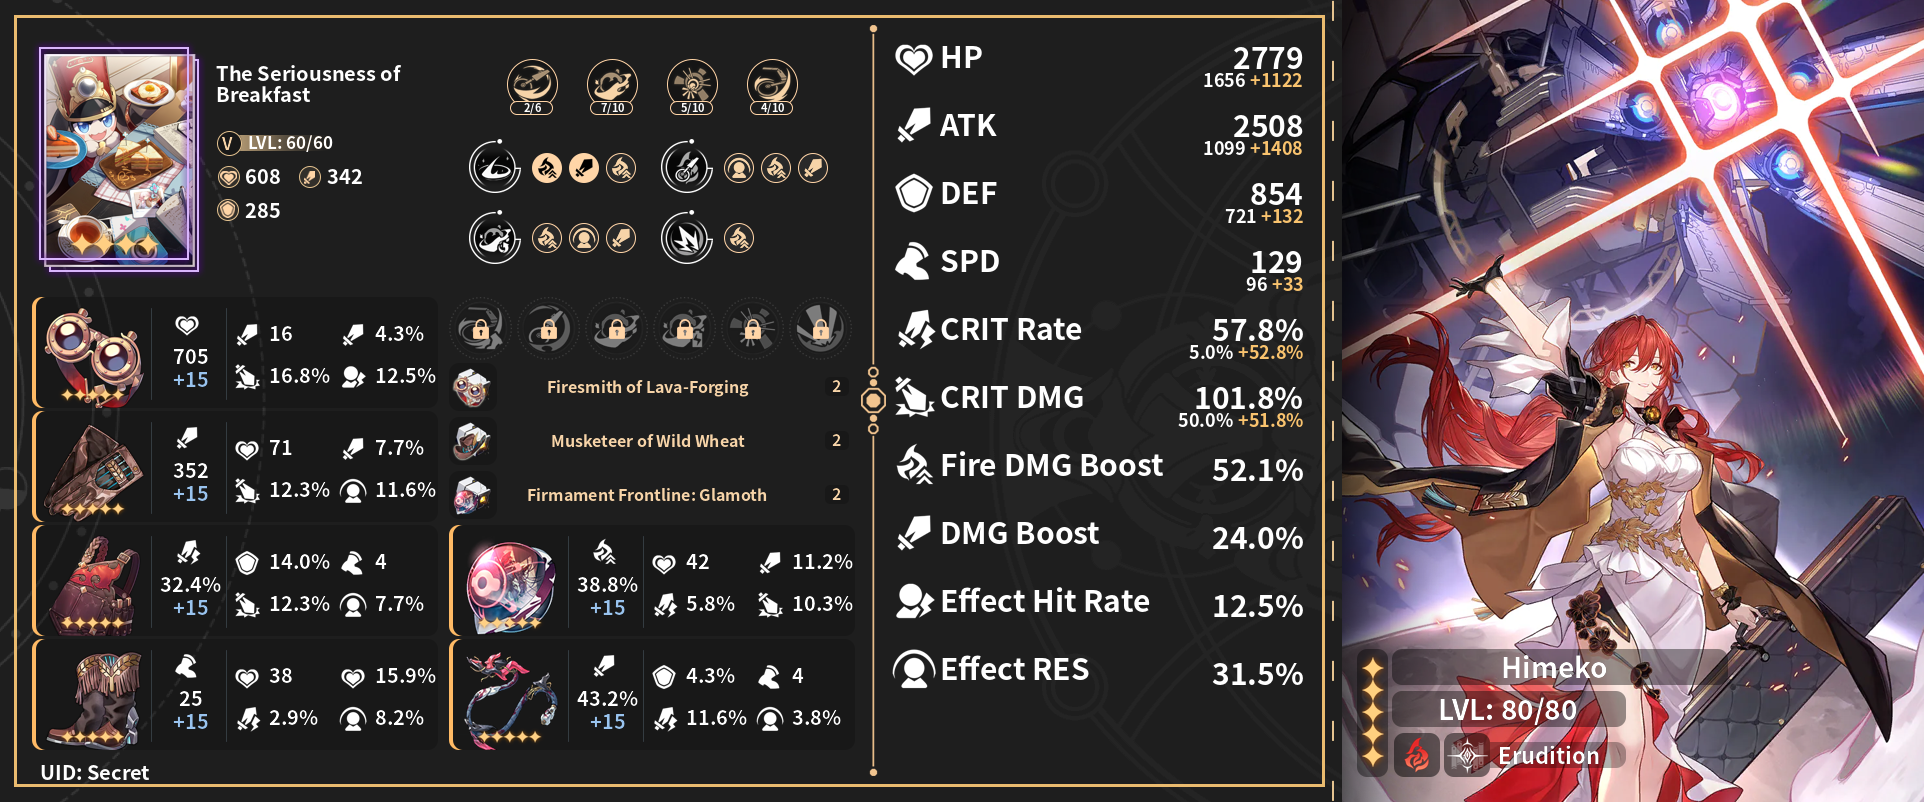 The Seriousness of
Breakfast
V LVL: 60/60
608 342
285
2/6 7/10 5/10 4/10
705
+15
16 4.3%
16.8% 12.5%
352
+15
71 7.7%
12.3% 11.6%
32.4%
+15
14.0% 4
12.3% 7.7%
25
+15
38 15.9%
2.9% 8.2%
UID: Secret
Firesmith of Lava-Forging 2
Musketeer of Wild Wheat 2
Firmament Frontline: Glamoth 2
38.8%
+15
42 11.2%
5.8% 10.3%
43.2%
+15
4.3% 4
11.6% 3.8%
HP 2779
1656 +1122
ATK 2508
1099 +1408
DEF 854
721 +132
SPD 129
96 +33
CRIT Rate 57.8%
5.0% +52.8%
CRIT DMG 101.8%
50.0% +51.8%
Fire DMG Boost 52.1%
DMG Boost 24.0%
Effect Hit Rate 12.5%
Effect RES 31.5%
Himeko
LVL: 80/80
Erudition